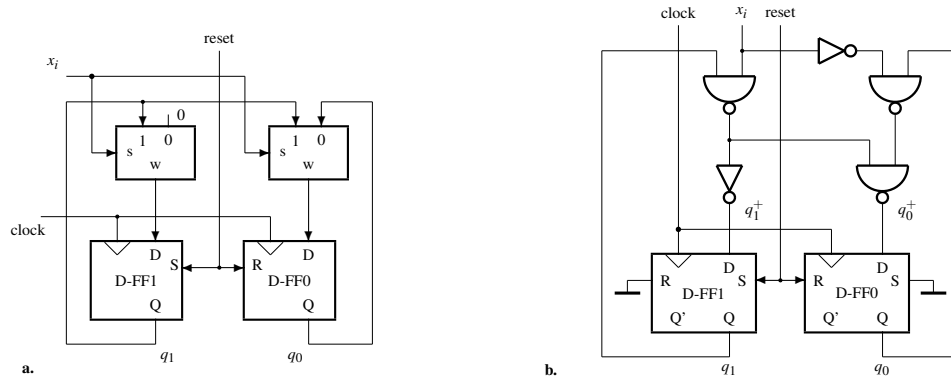 reset
x_i
0
1 0
s
w
1 0
s
w
clock
D
S
D-FF1
Q
D
R
D-FF0
Q
q_1
q_0
a.
clock
x_i
reset
q_1^+
q_0^+
D
R
S
D-FF1
Q'
Q
D
R
S
D-FF0
Q'
Q
q_1
q_0
b.